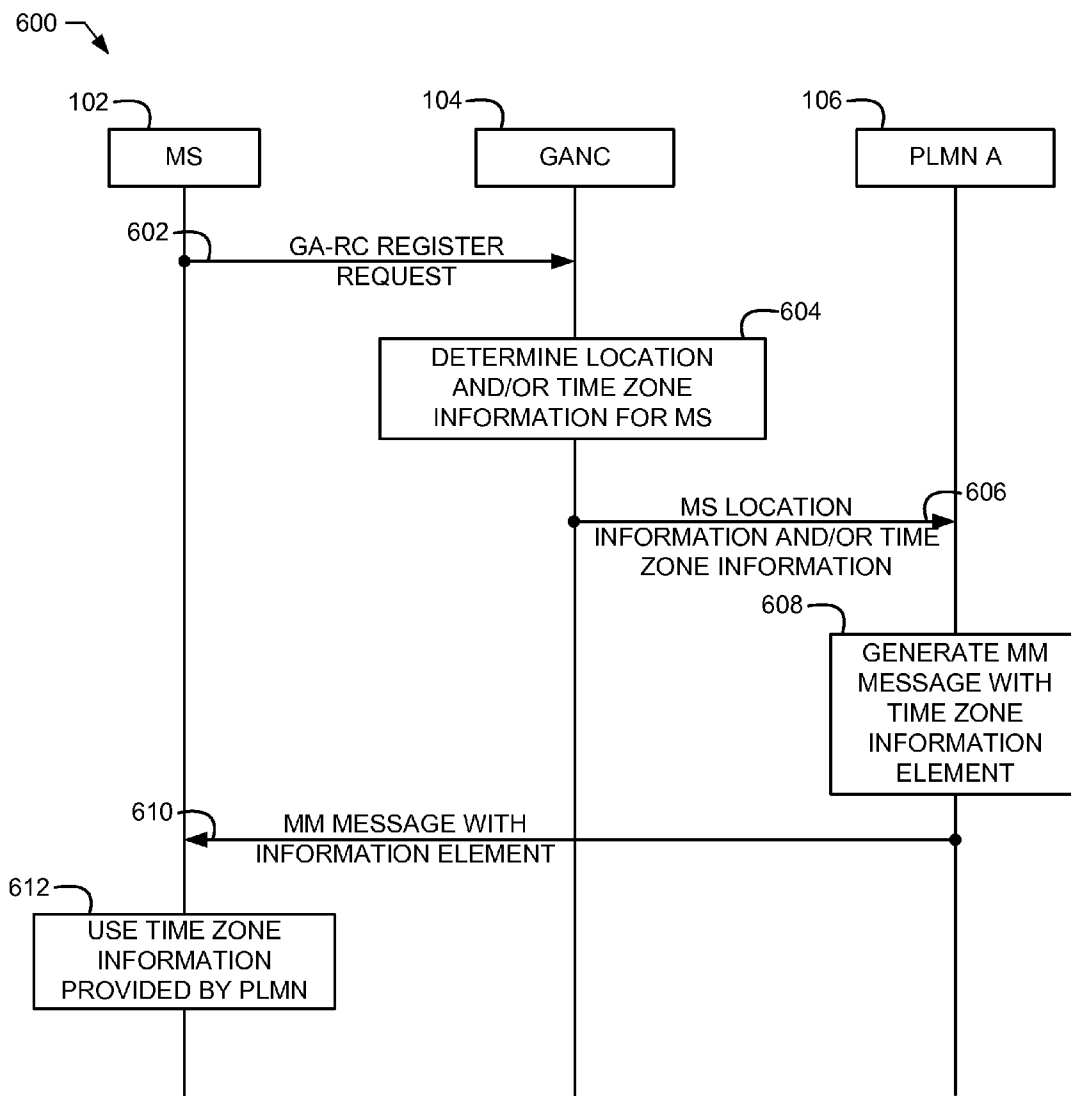 600
102
104
106
MS
GANC
PLMN A
602
GA-RC REGISTER
REQUEST
604
DETERMINE LOCATION
AND/OR TIME ZONE
INFORMATION FOR MS
MS LOCATION
606
INFORMATION AND/OR TIME
ZONE INFORMATION
608
GENERATE MM
MESSAGE WITH
TIME ZONE
INFORMATION
ELEMENT
610
MM MESSAGE WITH
INFORMATION ELEMENT
612
USE TIME ZONE
INFORMATION
PROVIDED BY PLMN